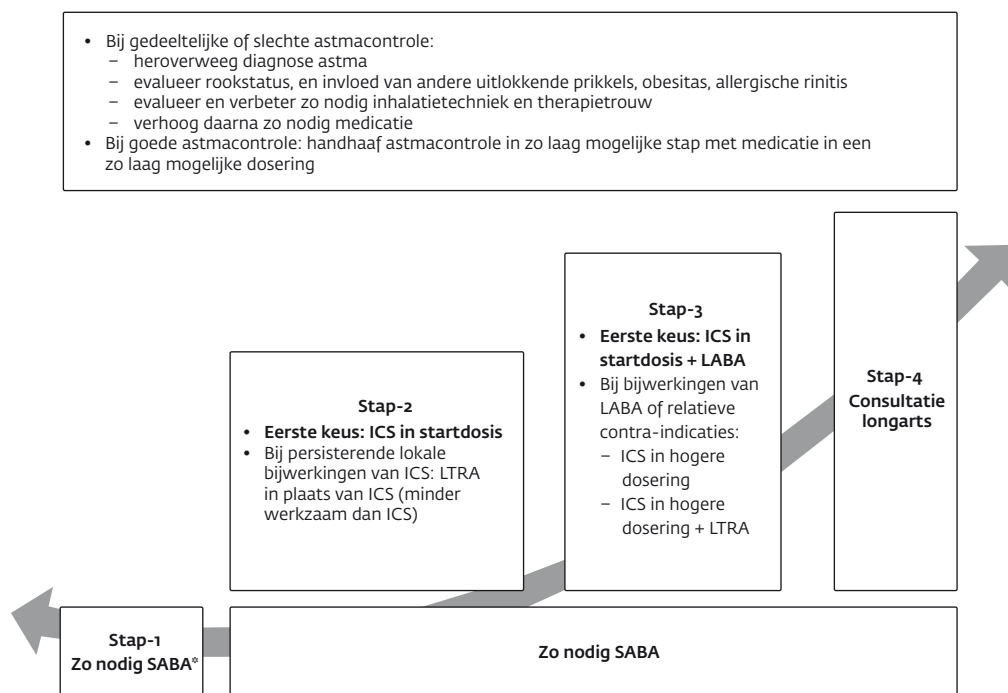 • Bij gedeeltelijke of slechte astmacontrole:
– heroverweeg diagnose astma
– evalueer rookstatus, en invloed van andere uitlokkende prikkels, obesitas, allergische rinitis
– evalueer en verbeter zo nodig inhalatietechniek en therapietrouw
– verhoog daarna zo nodig medicatie
• Bij goede astmacontrole: handhaaf astmacontrole in zo laag mogelijke stap met medicatie in een
zo laag mogelijke dosering
Stap-1
Zo nodig SABA*
Stap-2
• Eerste keus: ICS in startdosis
• Bij persisterende lokale
bijwerkingen van ICS: LTRA
in plaats van ICS (minder
werkzaam dan ICS)
Stap-3
• Eerste keus: ICS in
startdosis + LABA
• Bij bijwerkingen van
LABA of relatieve
contra-indicaties:
– ICS in hogere
dosering
– ICS in hogere
dosering + LTRA
Stap-4
Consultatie
longarts
Zo nodig SABA